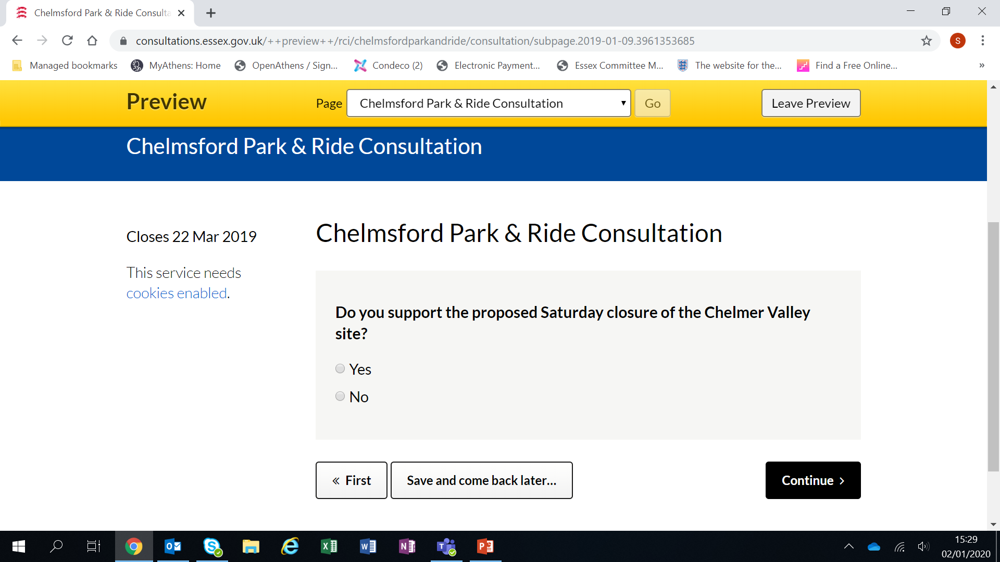 Chelmsford Park & Ride Consulta
consultations.essex.gov.uk/++preview++/rci/chelmsfordparkandride/consultation/subpage.2019-01-09.3961353685
S
Managed bookmarks MyAthens: Home OpenAthens / Sign... Condeco (2) Electronic Payment... Essex Committee M... The website for the... Find a Free Online... »
Preview Page Chelmsford Park & Ride Consultation Go Leave Preview
Chelmsford Park & Ride Consultation
Closes 22 Mar 2019
This service needs
cookies enabled.
Chelmsford Park & Ride Consultation
Do you support the proposed Saturday closure of the Chelmer Valley
site?
Yes
No
« First Save and come back later... Continue >
15:29
02/01/2020